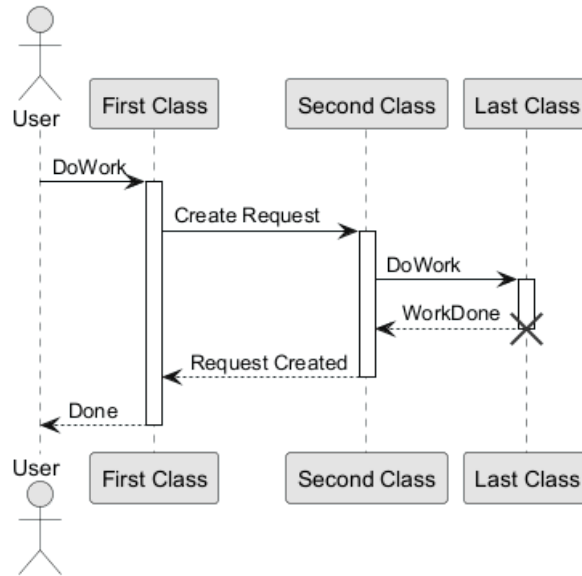 User
First Class
Second Class
Last Class
DoWork
Create Request
DoWork
WorkDone
Request Created
Done
User
First Class
Second Class
Last Class